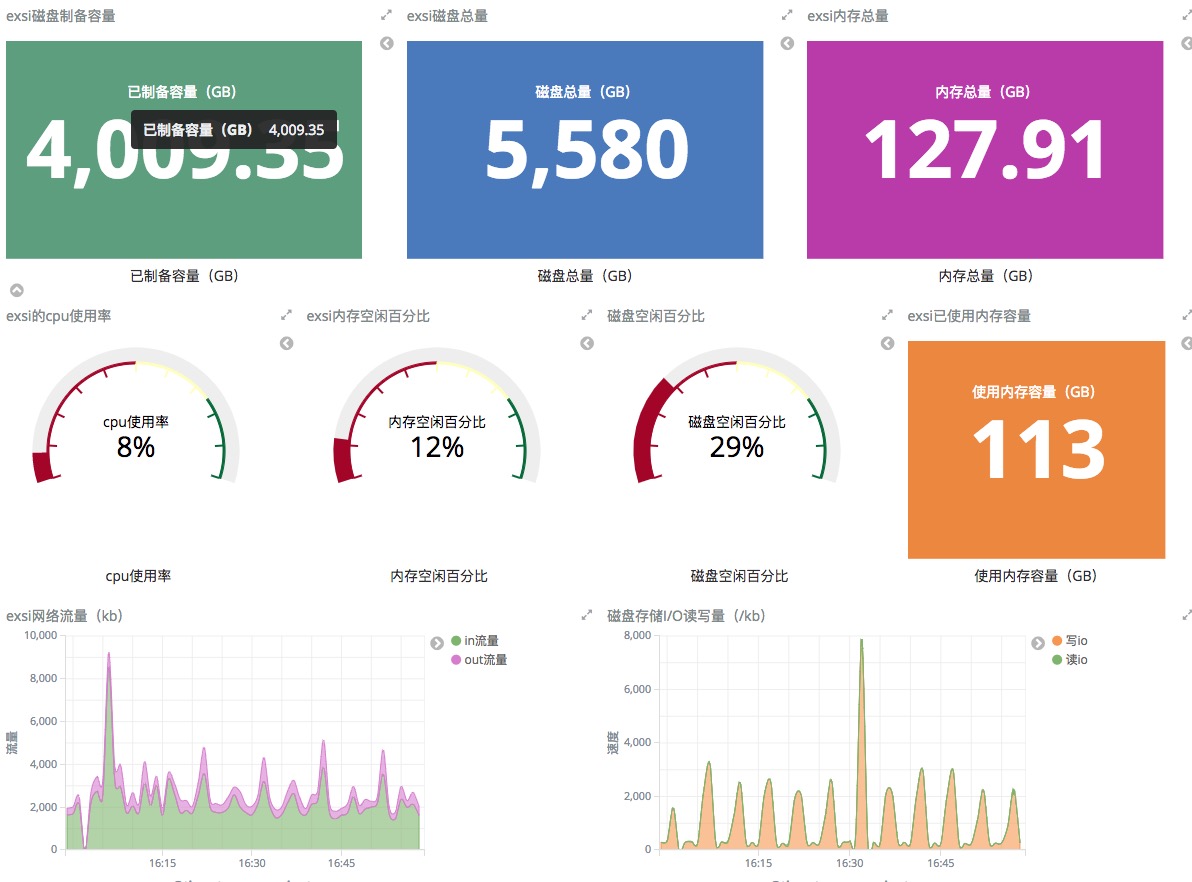 exsi磁盘制备容量
exsi磁盘总量
exsi内存总量
已制备容量（GB）
磁盘总量（GB）
内存总量（GB）
已制备容量（GB） 4,009.35
4,009.35
5,580
127.91
已制备容量（GB）
磁盘总量（GB）
内存总量（GB）
exsi的cpu使用率
exsi内存空闲百分比
磁盘空闲百分比
exsi已使用内存容量
cpu使用率
8%
内存空闲百分比
12%
磁盘空闲百分比
29%
使用内存容量（GB）
113
cpu使用率
内存空闲百分比
磁盘空闲百分比
使用内存容量（GB）
exsi网络流量（kb）
10,000
8,000
6,000
4,000
2,000
0
流量
16:15
16:30
16:45
in流量
out流量
磁盘存储I/O读写量（/kb）
8,000
6,000
4,000
2,000
0
速度
16:15
16:30
16:45
写io
读io